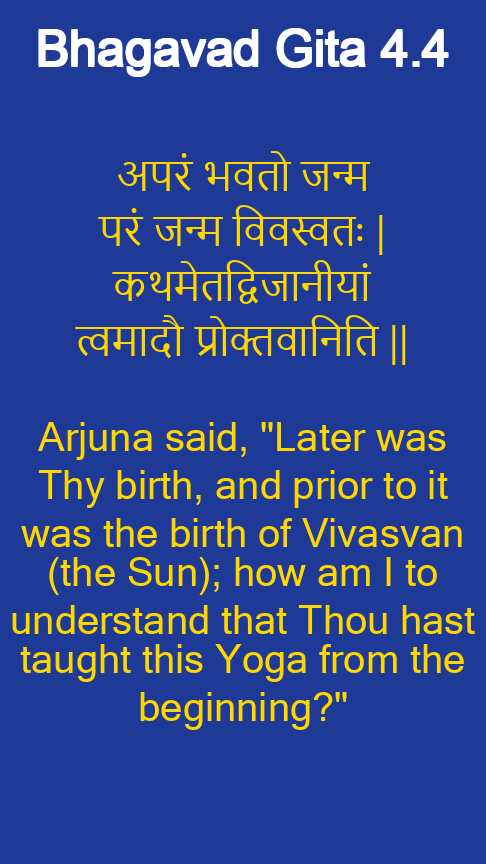 Bhagavad Gita 4.4
अपरं भवतो जन्म
परं जन्म विवस्वतः |
कथमेतद्विजानीयां
त्वमादौ प्रोक्तवानिति ||
Arjuna said, "Later was
Thy birth, and prior to it
was the birth of Vivasvan
(the Sun); how am I to
understand that Thou hast
taught this Yoga from the
beginning?"